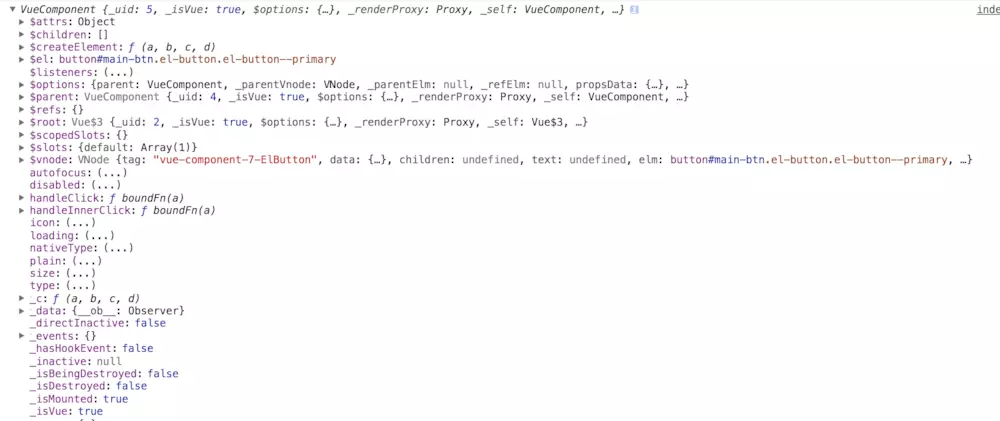 ▼ VueComponent {_uid: 5, _isVue: true, $options: {…}, _renderProxy: Proxy, _self: VueComponent, …} i inde
▶ $attrs: Object
▶ $children: []
▶ $createElement: ƒ (a, b, c, d)
▶ $el: button#main-btn.el-button.el-button--primary
$listeners: (...)
▶ $options: {parent: VueComponent, _parentVnode: VNode, _parentElm: null, _refElm: null, propsData: {…}, …}
▶ $parent: VueComponent {_uid: 4, _isVue: true, $options: {…}, _renderProxy: Proxy, _self: VueComponent, …}
▶ $refs: {}
▶ $root: Vue$3 {_uid: 2, _isVue: true, $options: {…}, _renderProxy: Proxy, _self: Vue$3, …}
▶ $scopedSlots: {}
▶ $slots: {default: Array(1)}
▶ $vnode: VNode {tag: "vue-component-7-ElButton", data: {…}, children: undefined, text: undefined, elm: button#main-btn.el-button.el-button--primary, …}
autofocus: (...)
disabled: (...)
▶ handleClick: ƒ boundFn(a)
▶ handleInnerClick: ƒ boundFn(a)
icon: (...)
loading: (...)
nativeType: (...)
plain: (...)
size: (...)
type: (...)
▶ _c: ƒ (a, b, c, d)
▶ _data: {__ob__: Observer}
_directInactive: false
▶ _events: {}
_hasHookEvent: false
_inactive: null
_isBeingDestroyed: false
_isDestroyed: false
_isMounted: true
_isVue: true